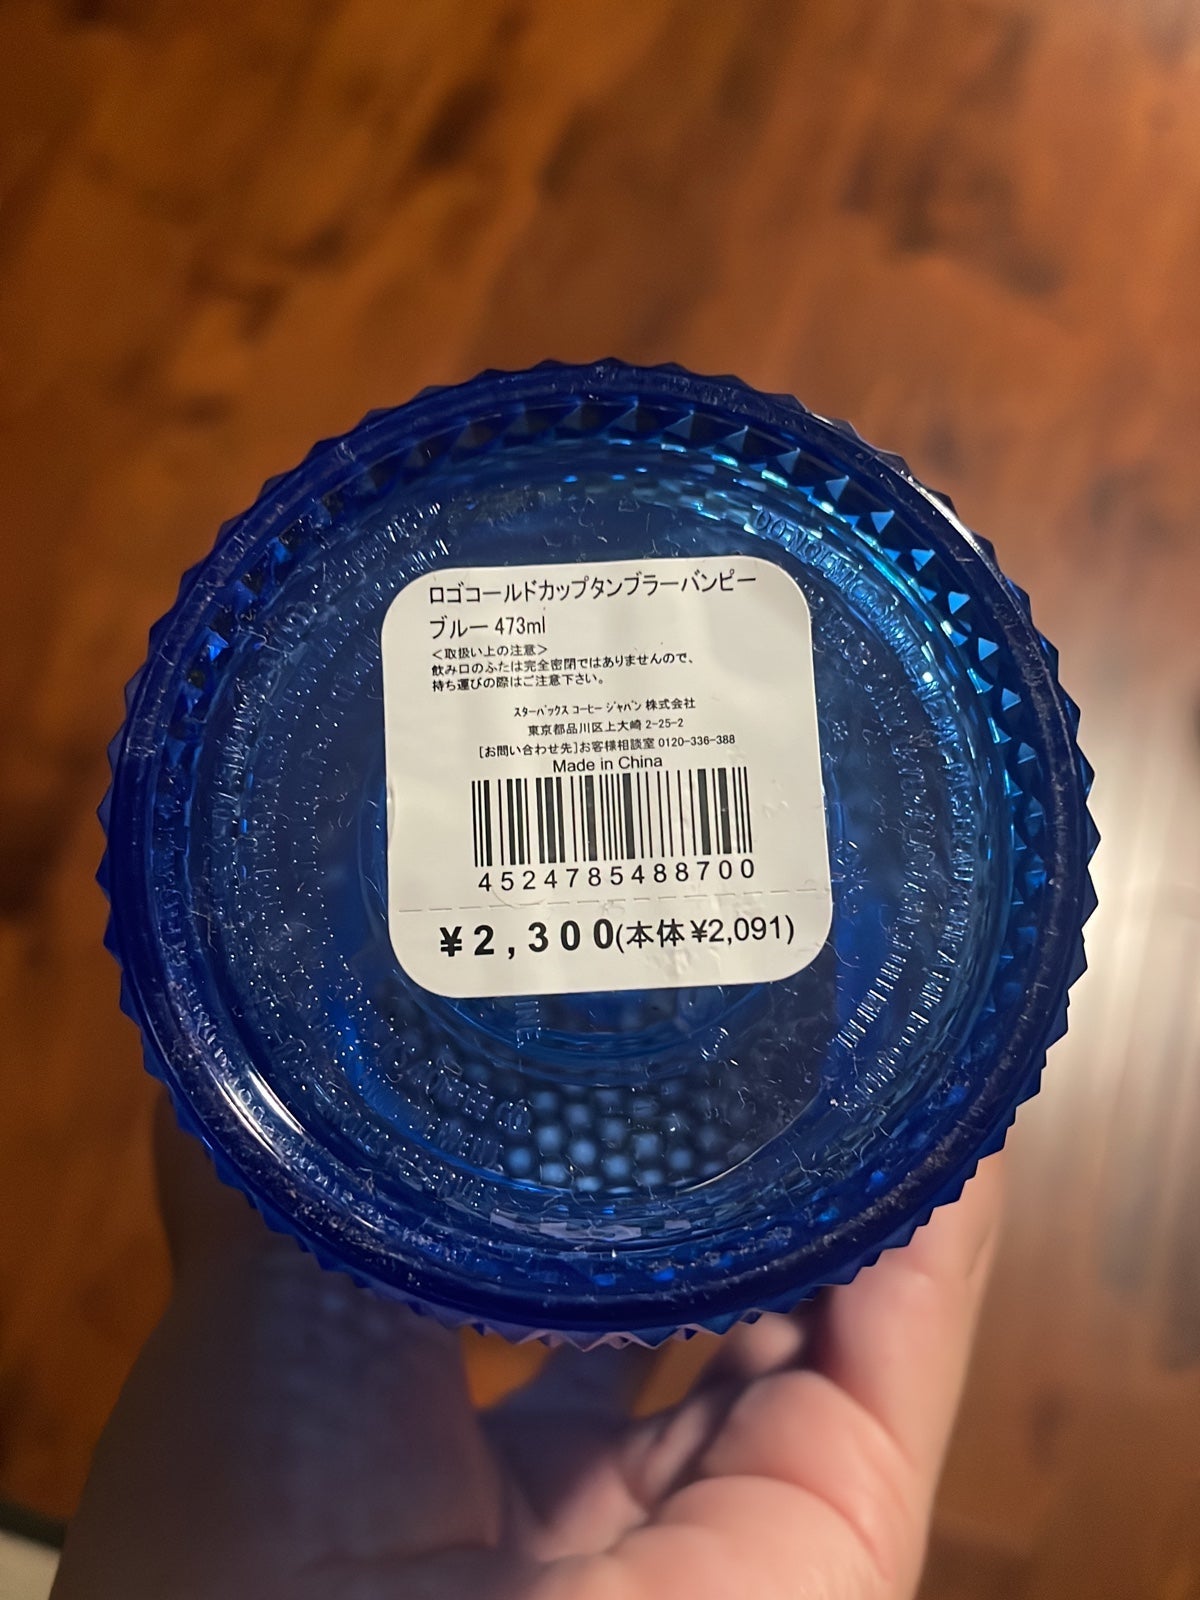 ロゴコールドカップタンブラーバンピー
ブルー 473ml
＜取扱い上の注意＞
飲み口のふたは完全密閉ではありませんので、
持ち運びの際はご注意下さい。
ｽﾀｰﾊﾞｯｸｽ ｺｰﾋｰ ｼﾞｬﾊﾟﾝ 株式会社
東京都品川区上大崎 2-25-2
[お問い合わせ先]お客様相談室 0120-336-388
Made in China
4524785488700
¥2,300(本体¥2,091)
COFFEE CO.